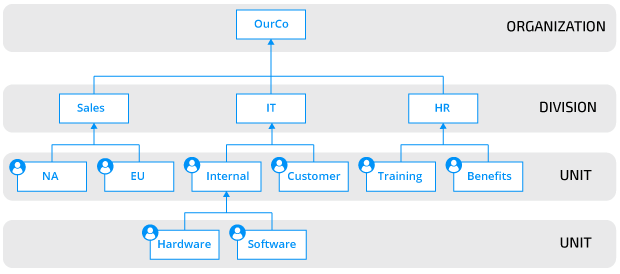 OurCo
ORGANIZATION
Sales
IT
HR
DIVISION
NA
EU
Internal
Customer
Training
Benefits
UNIT
Hardware
Software
UNIT